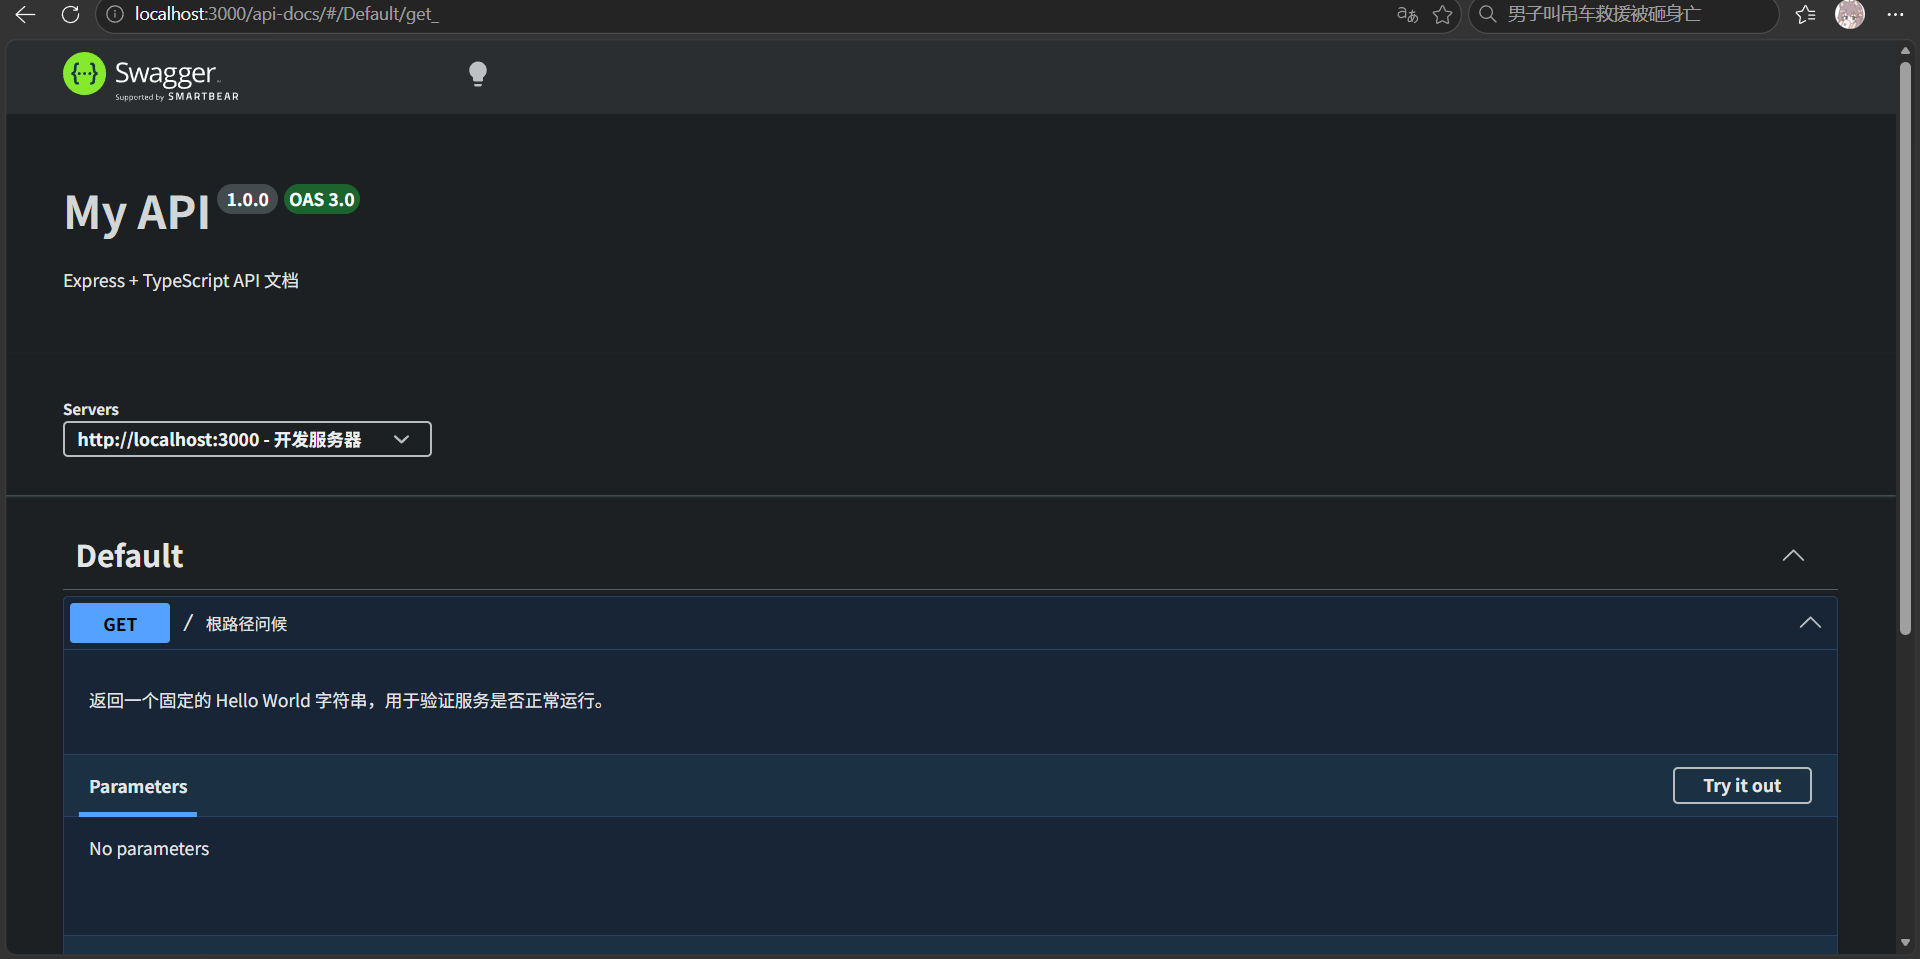 localhost:3000/api-docs/#/Default/get_
男子叫吊车救援被砸身亡
Swagger
Supported by SMARTBEAR
My API 1.0.0 OAS 3.0
Express + TypeScript API 文档
Servers
http://localhost:3000 - 开发服务器
Default
GET / 根路径问候
返回一个固定的 Hello World 字符串，用于验证服务是否正常运行。
Parameters
Try it out
No parameters